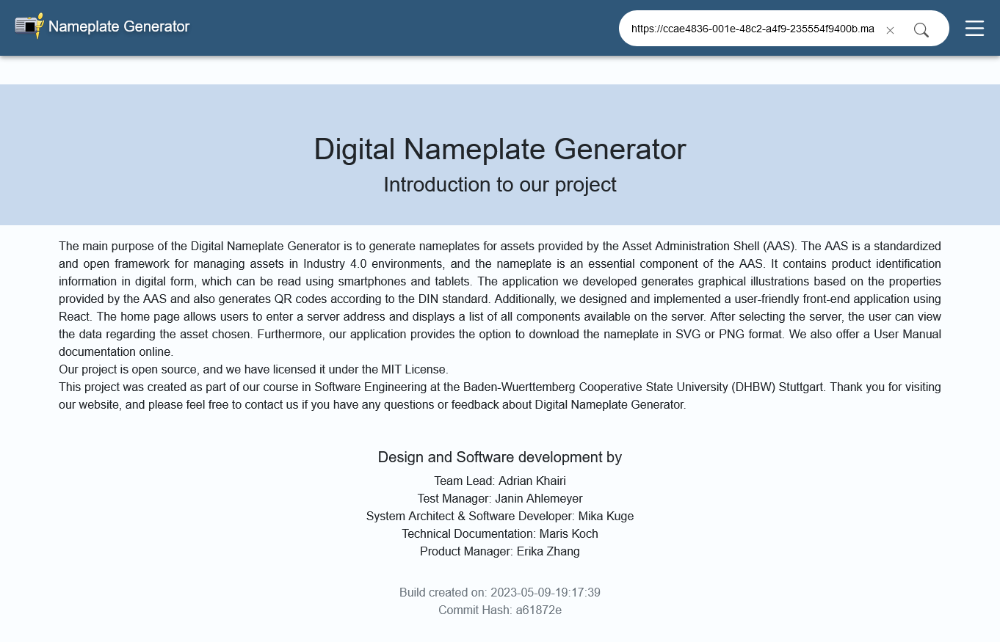 Nameplate Generator
https://ccae4836-001e-48c2-a4f9-235554f9400b.ma
Digital Nameplate Generator
Introduction to our project
The main purpose of the Digital Nameplate Generator is to generate nameplates for assets provided by the Asset Administration Shell (AAS). The AAS is a standardized
and open framework for managing assets in Industry 4.0 environments, and the nameplate is an essential component of the AAS. It contains product identification
information in digital form, which can be read using smartphones and tablets. The application we developed generates graphical illustrations based on the properties
provided by the AAS and also generates QR codes according to the DIN standard. Additionally, we designed and implemented a user-friendly front-end application using
React. The home page allows users to enter a server address and displays a list of all components available on the server. After selecting the server, the user can view
the data regarding the asset chosen. Furthermore, our application provides the option to download the nameplate in SVG or PNG format. We also offer a User Manual
documentation online.
Our project is open source, and we have licensed it under the MIT License.
This project was created as part of our course in Software Engineering at the Baden-Wuerttemberg Cooperative State University (DHBW) Stuttgart. Thank you for visiting
our website, and please feel free to contact us if you have any questions or feedback about Digital Nameplate Generator.
Design and Software development by
Team Lead: Adrian Khairi
Test Manager: Janin Ahlemeyer
System Architect & Software Developer: Mika Kuge
Technical Documentation: Maris Koch
Product Manager: Erika Zhang
Build created on: 2023-05-09-19:17:39
Commit Hash: a61872e